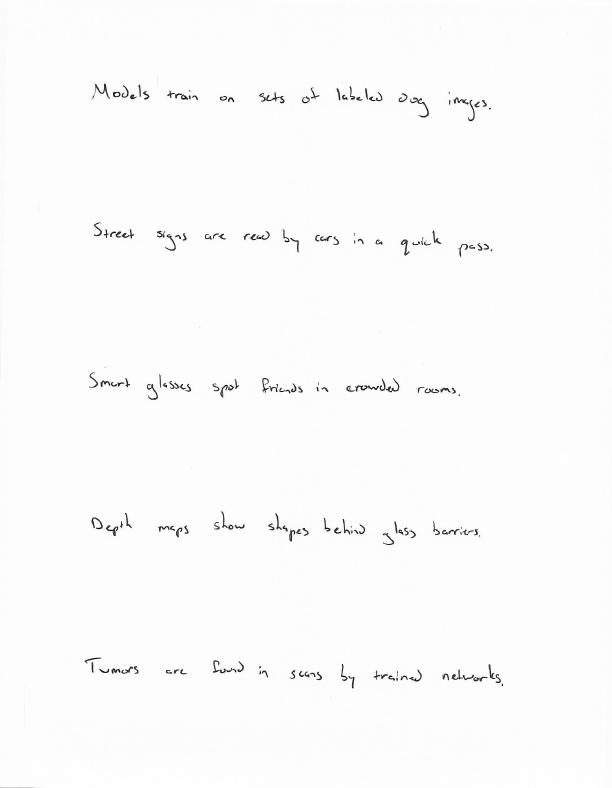 Models train on sets of labeled dog images.
Street signs are read by cars in a quick pass.
Smart glasses spot friends in crowded rooms.
Depth maps show shapes behind glass barriers.
Tumors are found in scans by trained networks.